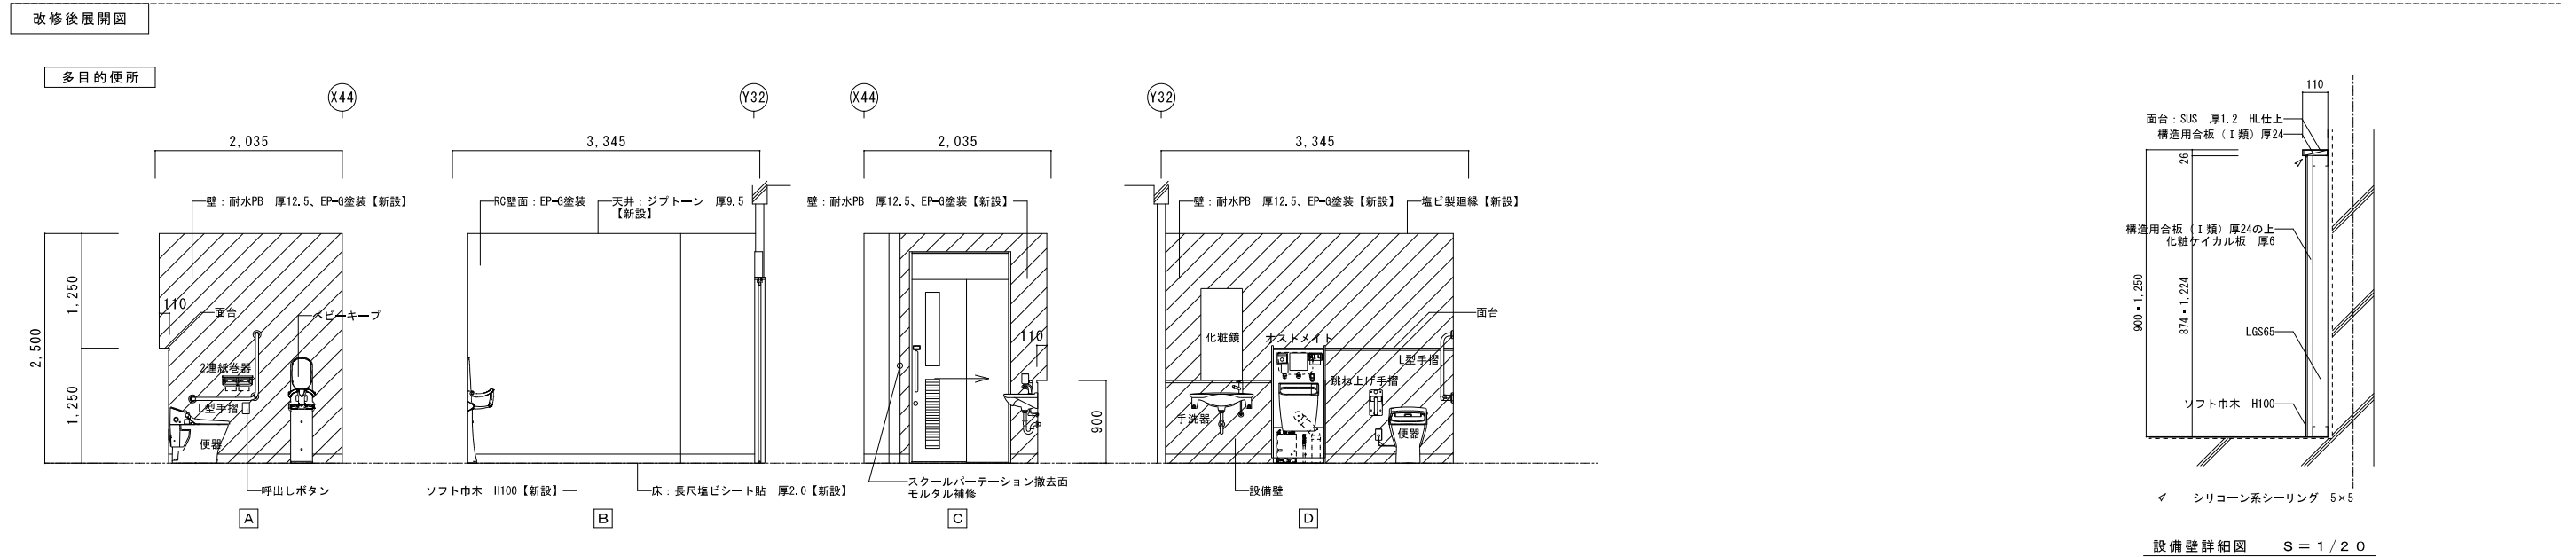 改修後展開図
多目的便所
X44
Y32
X44
Y32
2,035
3,345
2,035
3,345
壁：耐水PB　厚12.5、EP-G塗装【新設】
RC壁面：EP-G塗装
天井：ジプトーン　厚9.5
【新設】
壁：耐水PB　厚12.5、EP-G塗装【新設】
壁：耐水PB　厚12.5、EP-G塗装【新設】
塩ビ製廻縁【新設】
2,500
1,250
1,250
110
面台
ベビーキープ
2連紙巻器
L型手摺
便器
呼出しボタン
A
ソフト巾木　H100【新設】
床：長尺塩ビシート貼　厚2.0【新設】
B
110
900
スクールパーテーション撤去面
モルタル補修
C
化粧鏡
オストメイト
面台
L型手摺
跳ね上げ手摺
手洗器
便器
設備壁
D
110
面台：SUS　厚1.2　HL仕上
構造用合板（Ⅰ類）厚24
26
構造用合板（Ⅰ類）厚24の上
化粧ケイカル板　厚6
900・1,250
874・1,224
LGS65
ソフト巾木　H100
シリコーン系シーリング　5×5
設備壁詳細図　　S＝1/20